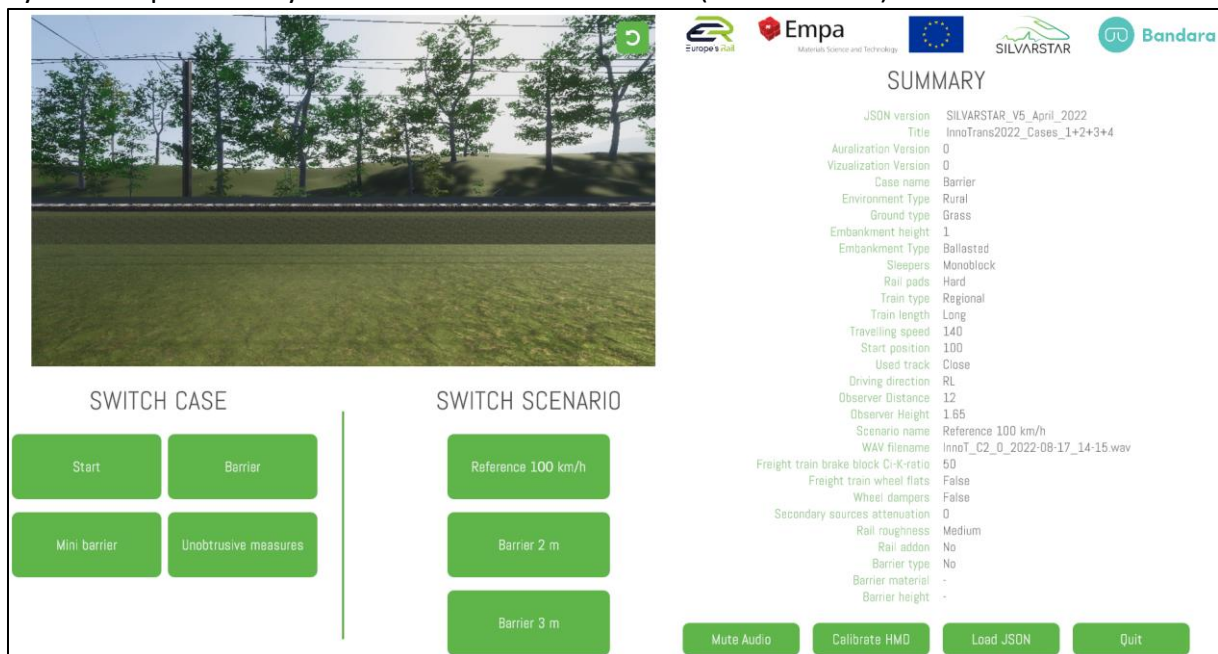 Europe's Rail
Empa
Materials Science and Technology
SILVARSTAR
Bandara
SUMMARY
JSON version SILVARSTAR_V5_April_2022
Title InnoTrans2022_Cases_1+2+3+4
Auralization Version 0
Vizualization Version 0
Case name Barrier
Environment Type Rural
Ground type Grass
Embankment height 1
Embankment Type Ballasted
Sleepers Monoblock
Rail pads Hard
Train type Regional
Train length Long
Travelling speed 140
Start position 100
Used track Close
Driving direction RL
Observer Distance 12
Observer Height 1.65
Scenario name Reference 100 km/h
WAV filename InnoT_C2_0_2022-08-17_14-15.wav
Freight train brake block Ci-K-ratio 50
Freight train wheel flats False
Wheel dampers False
Secondary sources attenuation 0
Rail roughness Medium
Rail addon No
Barrier type No
Barrier material -
Barrier height -
SWITCH CASE
Start
Barrier
Mini barrier
Unobtrusive measures
SWITCH SCENARIO
Reference 100 km/h
Barrier 2 m
Barrier 3 m
Mute Audio
Calibrate HMD
Load JSON
Quit